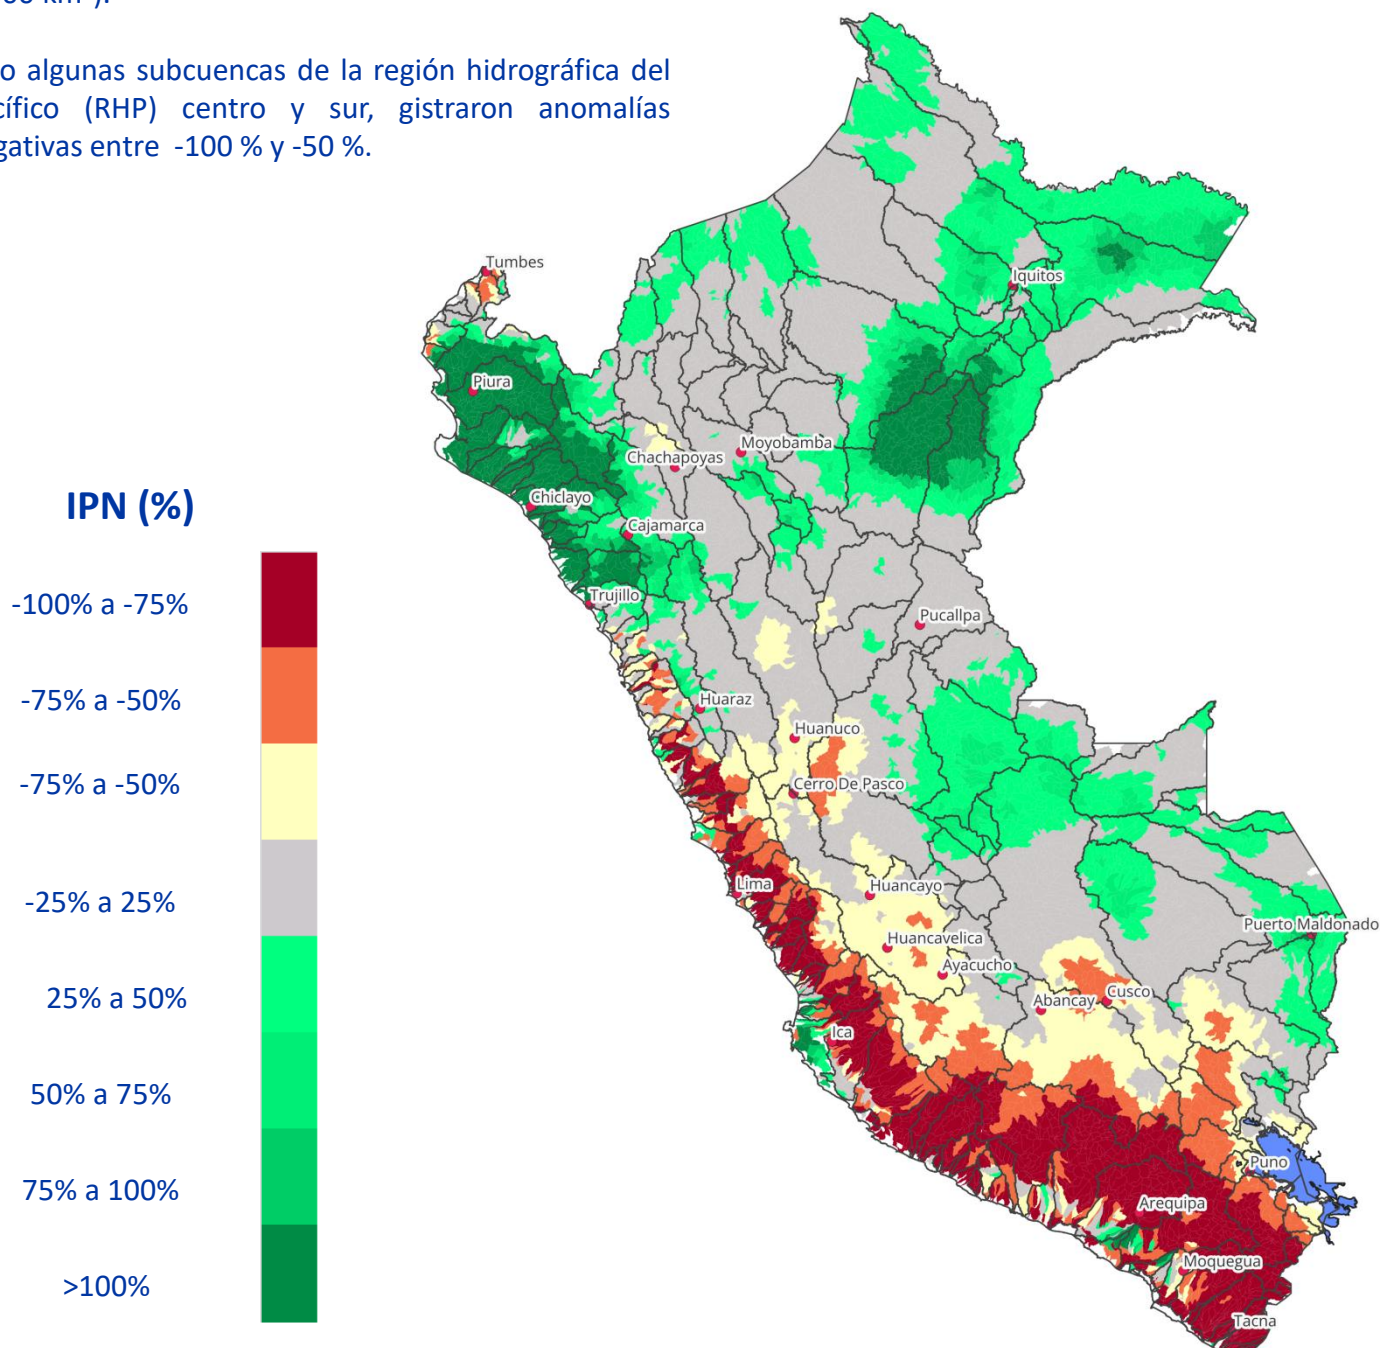 o algunas subcuencas de la región hidrográfica del
cífico (RHP) centro y sur, gistraron anomalías
gativas entre -100 % y -50 %.
Tumbes
Iquitos
Piura
Moyobamba
Chachapoyas
IPN (%)
Chiclayo
Cajamarca
-100% a -75%
Trujillo
Pucallpa
-75% a -50%
Huaraz
Huanuco
-75% a -50%
Cerro De Pasco
Lima
Huancayo
-25% a 25%
Puerto Maldonado
Huancavelica
Ayacucho
25% a 50%
Abancay
Cusco
Ica
50% a 75%
Puno
75% a 100%
Arequipa
Moquegua
>100%
Tacna